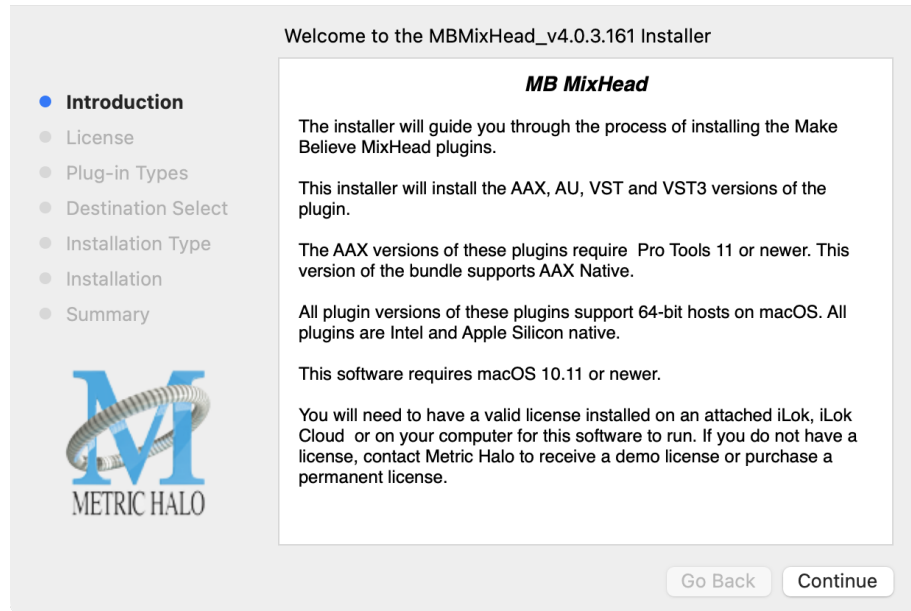 Welcome to the MBMixHead_v4.0.3.161 Installer
Introduction
License
Plug-in Types
Destination Select
Installation Type
Installation
Summary
METRIC HALO
MB MixHead
The installer will guide you through the process of installing the Make
Believe MixHead plugins.
This installer will install the AAX, AU, VST and VST3 versions of the
plugin.
The AAX versions of these plugins require  Pro Tools 11 or newer. This
version of the bundle supports AAX Native.
All plugin versions of these plugins support 64-bit hosts on macOS. All
plugins are Intel and Apple Silicon native.
This software requires macOS 10.11 or newer.
You will need to have a valid license installed on an attached iLok, iLok
Cloud  or on your computer for this software to run. If you do not have a
license, contact Metric Halo to receive a demo license or purchase a
permanent license.
Go Back
Continue